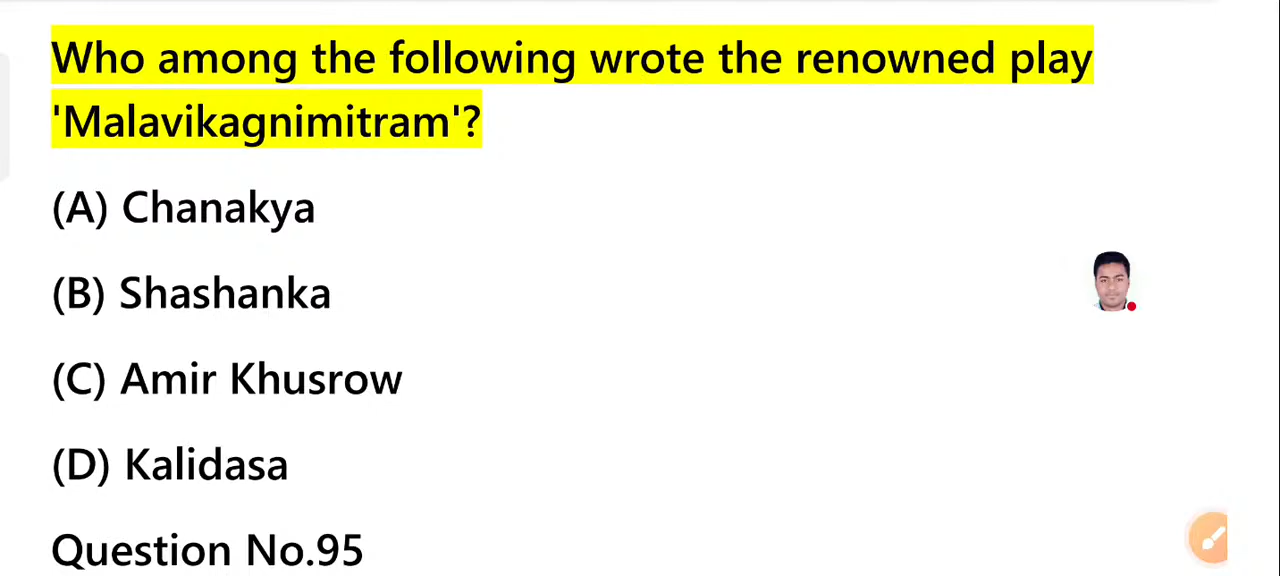 Who among the following wrote the renowned play
'Malavikagnimitram'?
(A) Chanakya
(B) Shashanka
(C) Amir Khusrow
(D) Kalidasa
Question No.95